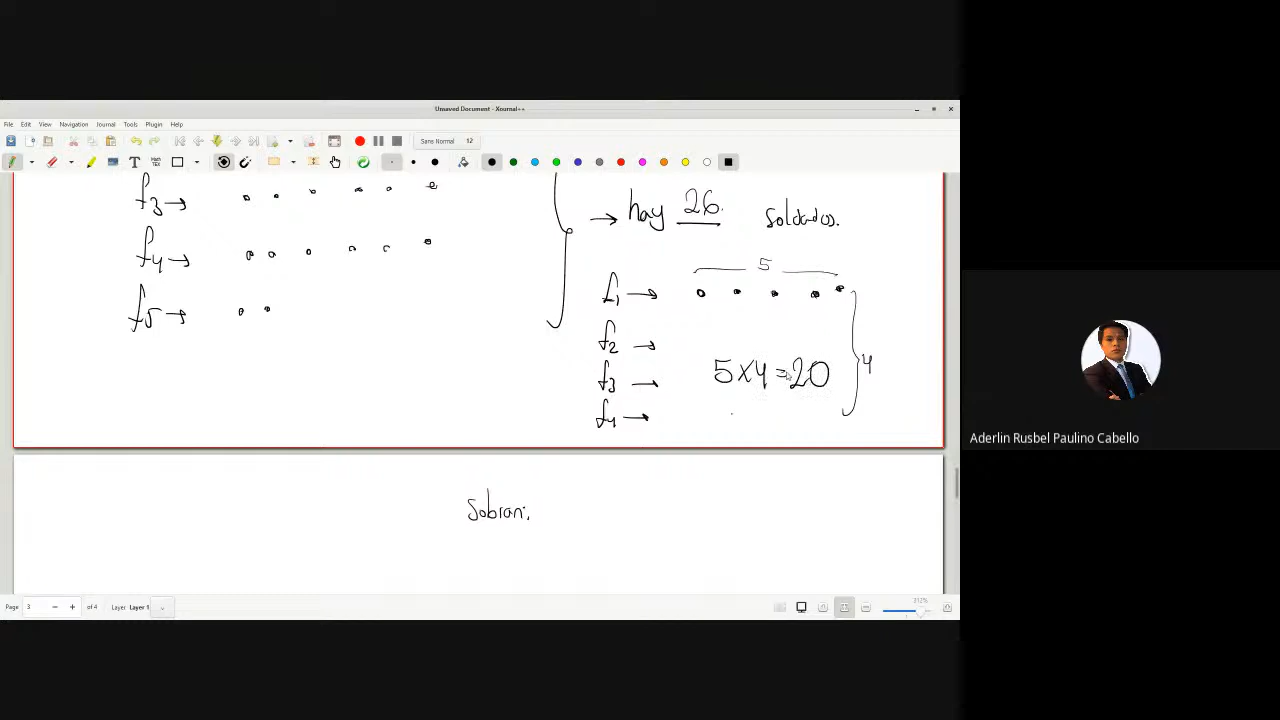 Unsaved Document - Xournal++
File Edit View Navigation Journal Tools Plugin Help
Sans Normal 12
f3→
f4→
f5→
→ hay 26. soldados.
5
f1 →
f2 →
f3 →
f4 →
5x4=20
4
Sobran:
Page 3 of 4 Layer Layer 1
312%
Aderlin Rusbel Paulino Cabello